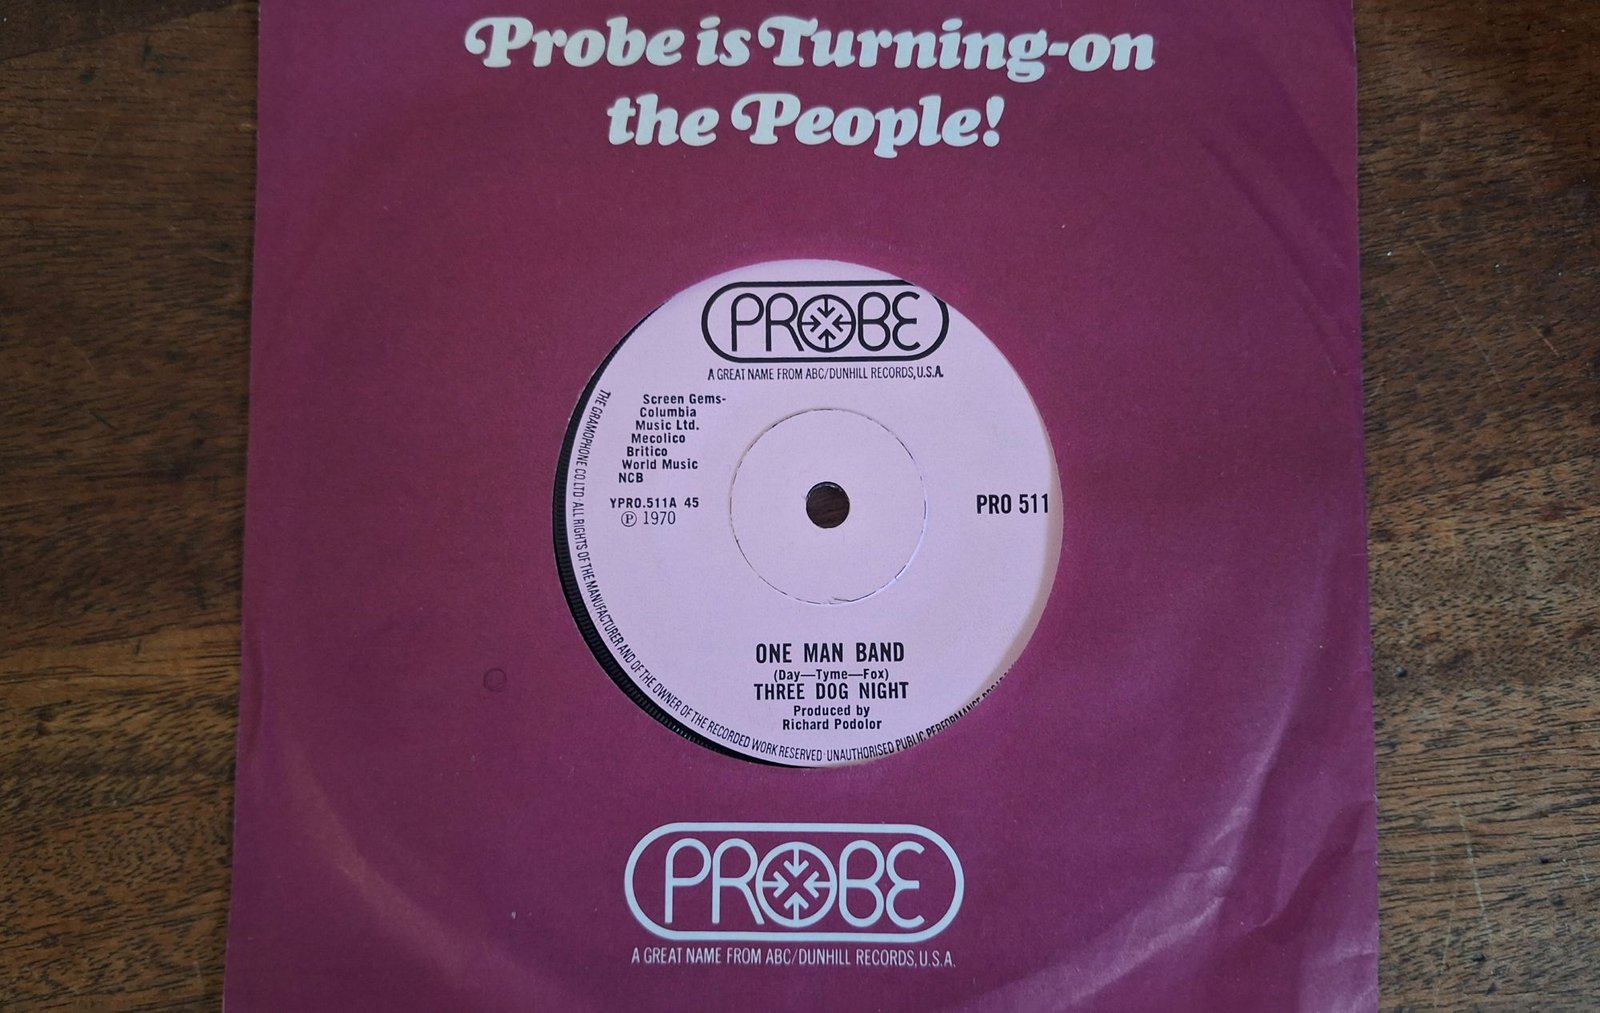 Probe is Turning-on
the People!
PROBE
A GREAT NAME FROM ABC/DUNHILL RECORDS, U.S.A.
Screen Gems-
Columbia
Music Ltd.
Mecolico
Britico
World Music
NCB
YPRO.511A 45
Ⓟ 1970
PRO 511
ONE MAN BAND
(Day—Tyme—Fox)
THREE DOG NIGHT
Produced by
Richard Podolor
THE GRAMOPHONE CO. LTD · ALL RIGHTS OF THE MANUFACTURER AND OF THE OWNER OF THE RECORDED WORK RESERVED · UNAUTHORISED PUBLIC PERFORMANCE
PROBE
A GREAT NAME FROM ABC/DUNHILL RECORDS, U.S.A.